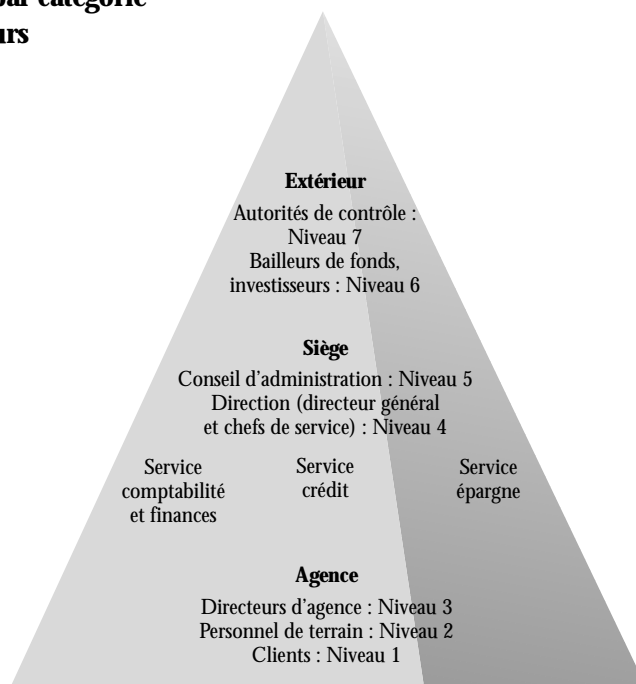 par catégorie
Extérieur
Autorités de contrôle :
Niveau 7
Bailleurs de fonds,
investisseurs : Niveau 6
Siège
Conseil d'administration : Niveau 5
Direction (directeur général
et chefs de service) : Niveau 4
Service
comptabilité
et finances
Service
crédit
Service
épargne
Agence
Directeurs d'agence : Niveau 3
Personnel de terrain : Niveau 2
Clients : Niveau 1